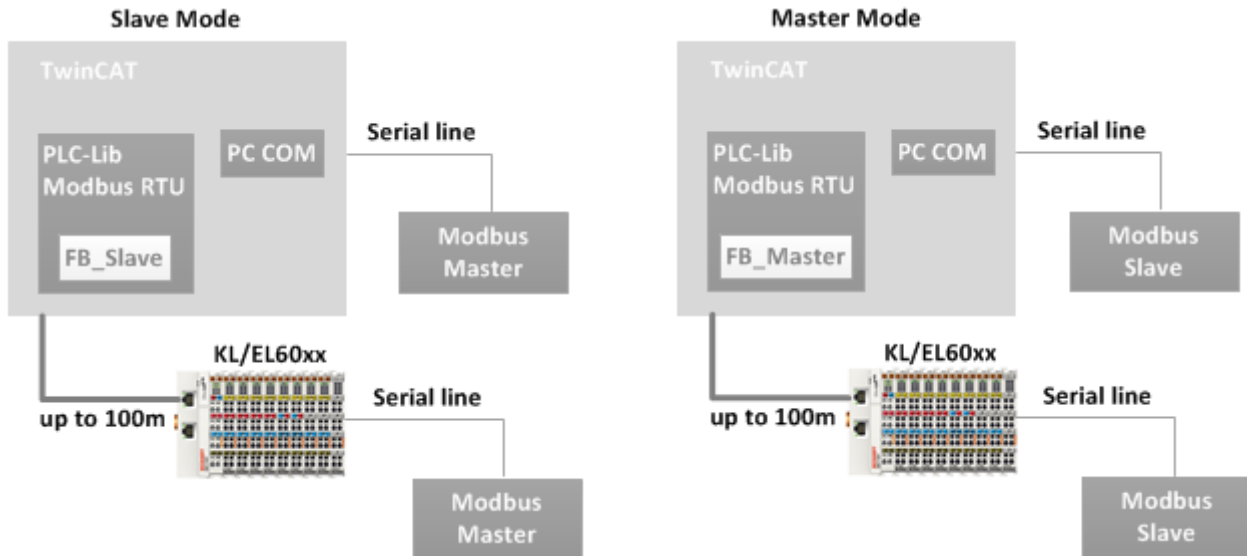 Slave Mode
TwinCAT
PLC-Lib
Modbus RTU
FB_Slave
PC COM
Serial line
Modbus
Master
KL/EL60xx
up to 100m
Serial line
Modbus
Master
Master Mode
TwinCAT
PLC-Lib
Modbus RTU
FB_Master
PC COM
Serial line
Modbus
Slave
KL/EL60xx
up to 100m
Serial line
Modbus
Slave